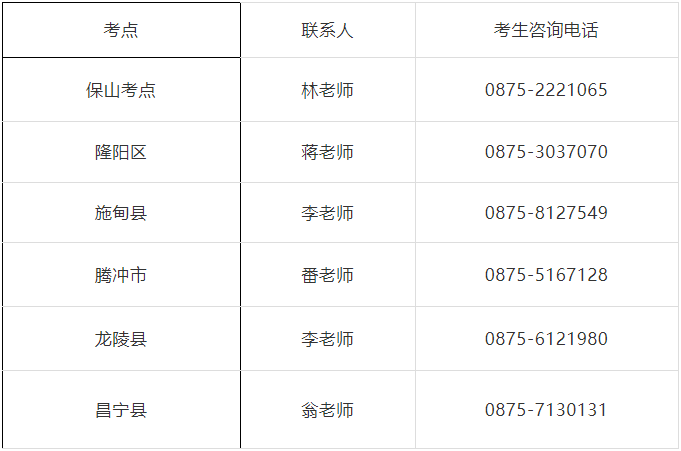 考点 联系人 考生咨询电话
保山考点 林老师 0875-2221065
隆阳区 蒋老师 0875-3037070
施甸县 李老师 0875-8127549
腾冲市 番老师 0875-5167128
龙陵县 李老师 0875-6121980
昌宁县 翁老师 0875-7130131